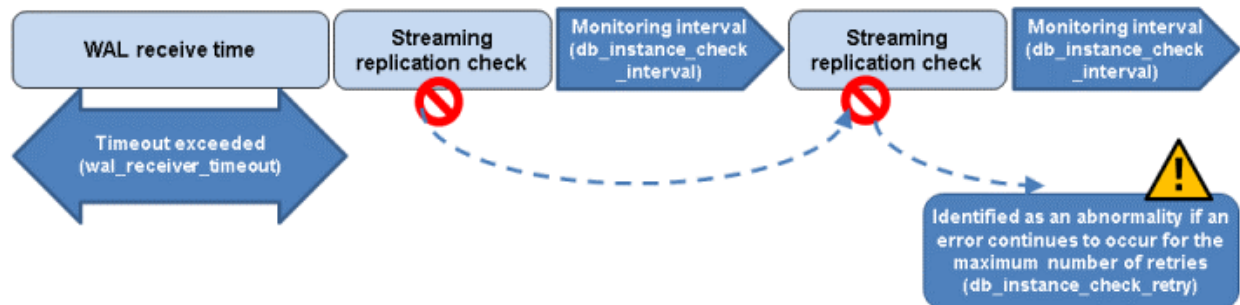 WAL receive time
Streaming
replication check
Monitoring interval
(db_instance_check
_interval)
Streaming
replication check
Monitoring interval
(db_instance_check
_interval)
Timeout exceeded
(wal_receiver_timeout)
Identified as an abnormality if an
error continues to occur for the
maximum number of retries
(db_instance_check_retry)